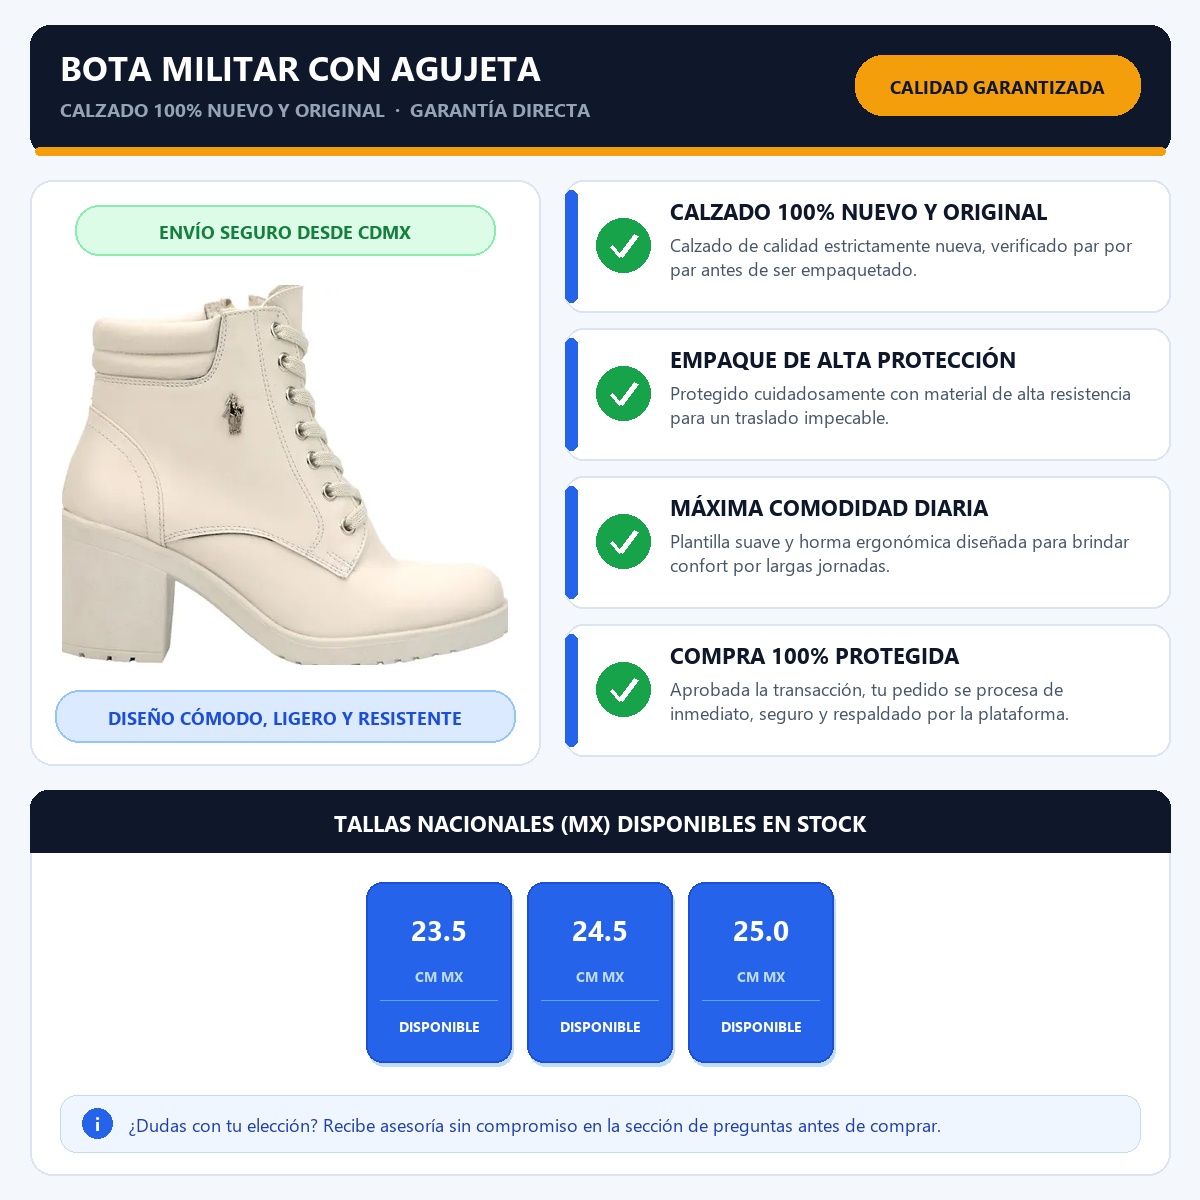 BOTA MILITAR CON AGUJETA
CALZADO 100% NUEVO Y ORIGINAL · GARANTÍA DIRECTA
CALIDAD GARANTIZADA
ENVÍO SEGURO DESDE CDMX
DISEÑO CÓMODO, LIGERO Y RESISTENTE
CALZADO 100% NUEVO Y ORIGINAL
Calzado de calidad estrictamente nueva, verificado par por
par antes de ser empaquetado.
EMPAQUE DE ALTA PROTECCIÓN
Protegido cuidadosamente con material de alta resistencia
para un traslado impecable.
MÁXIMA COMODIDAD DIARIA
Plantilla suave y horma ergonómica diseñada para brindar
confort por largas jornadas.
COMPRA 100% PROTEGIDA
Aprobada la transacción, tu pedido se procesa de
inmediato, seguro y respaldado por la plataforma.
TALLAS NACIONALES (MX) DISPONIBLES EN STOCK
23.5
CM MX
DISPONIBLE
24.5
CM MX
DISPONIBLE
25.0
CM MX
DISPONIBLE
¿Dudas con tu elección? Recibe asesoría sin compromiso en la sección de preguntas antes de comprar.